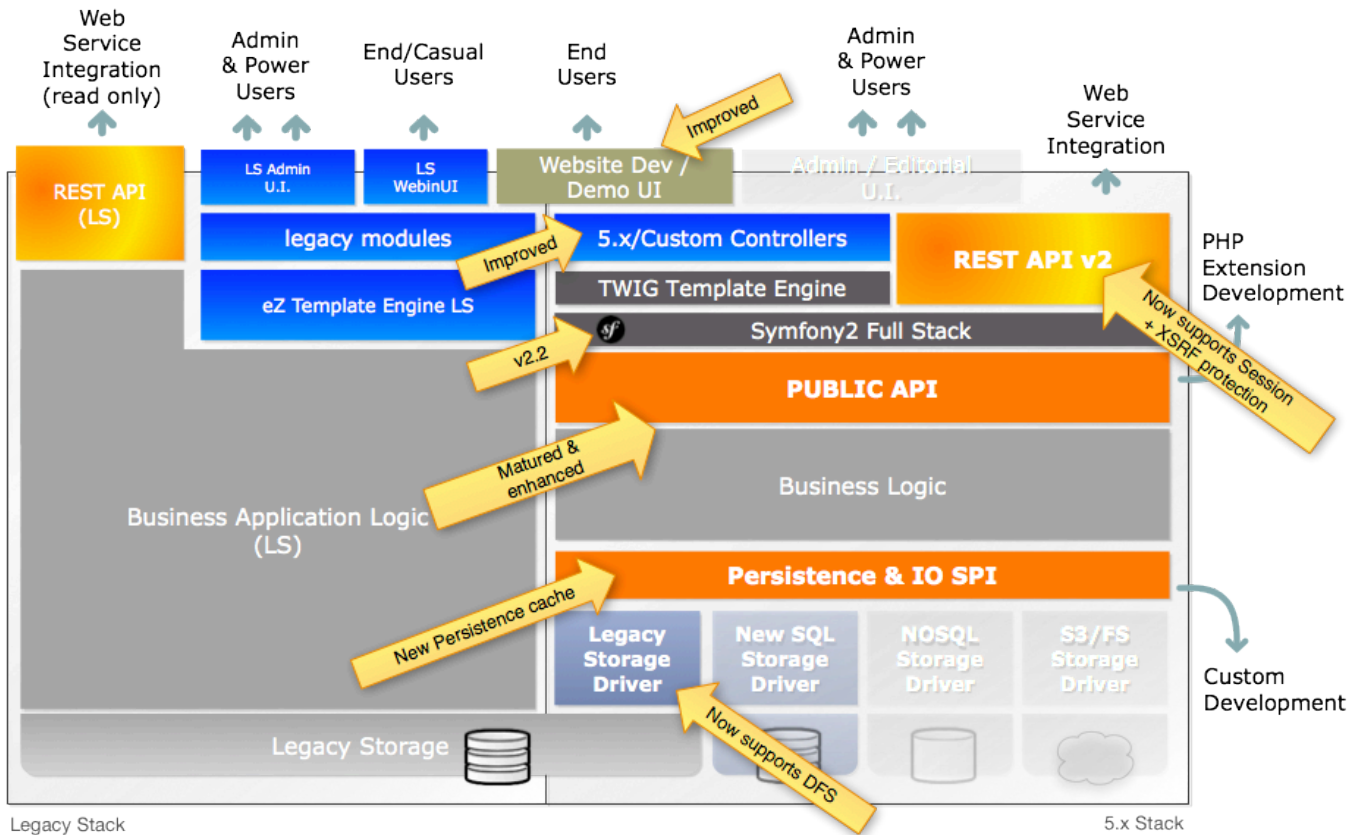 Web
Service
Integration
(read only)
Admin
& Power
Users
End/Casual
Users
End
Users
Admin
& Power
Users
Web
Service
Integration
Improved
REST API
(LS)
LS Admin
U.I.
LS
WebinUI
Website Dev /
Demo UI
Admin / Editorial
U.I.
legacy modules
Improved
5.x/Custom Controllers
REST API v2
PHP
Extension
Development
eZ Template Engine LS
TWIG Template Engine
Now supports Session
+ XSRF protection
v2.2
sf
Symfony2 Full Stack
PUBLIC API
Matured &
enhanced
Business Logic
Business Application Logic
(LS)
New Persistence cache
Persistence & IO SPI
Legacy
Storage
Driver
New SQL
Storage
Driver
NOSQL
Storage
Driver
S3/FS
Storage
Driver
Custom
Development
Now supports DFS
Legacy Storage
Legacy Stack
5.x Stack